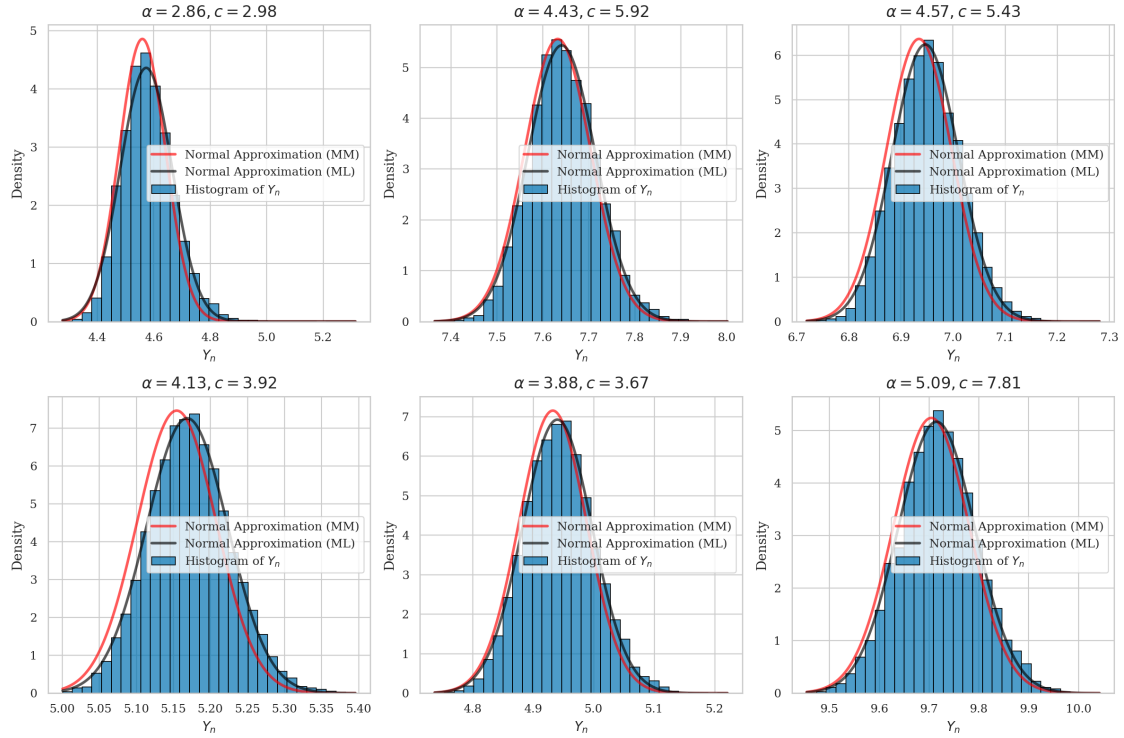 α = 2.86, c = 2.98
5
4
3
2
1
0
Density
Normal Approximation (MM)
Normal Approximation (ML)
Histogram of Yₙ
4.4 4.6 4.8 5.0 5.2
Yₙ
α = 4.43, c = 5.92
5
4
3
2
1
0
Density
Normal Approximation (MM)
Normal Approximation (ML)
Histogram of Yₙ
7.4 7.5 7.6 7.7 7.8 7.9 8.0
Yₙ
α = 4.57, c = 5.43
6
5
4
3
2
1
0
Density
Normal Approximation (MM)
Normal Approximation (ML)
Histogram of Yₙ
6.7 6.8 6.9 7.0 7.1 7.2 7.3
Yₙ
α = 4.13, c = 3.92
7
6
5
4
3
2
1
0
Density
Normal Approximation (MM)
Normal Approximation (ML)
Histogram of Yₙ
5.00 5.05 5.10 5.15 5.20 5.25 5.30 5.35 5.40
Yₙ
α = 3.88, c = 3.67
7
6
5
4
3
2
1
0
Density
Normal Approximation (MM)
Normal Approximation (ML)
Histogram of Yₙ
4.8 4.9 5.0 5.1 5.2
Yₙ
α = 5.09, c = 7.81
5
4
3
2
1
0
Density
Normal Approximation (MM)
Normal Approximation (ML)
Histogram of Yₙ
9.5 9.6 9.7 9.8 9.9 10.0
Yₙ